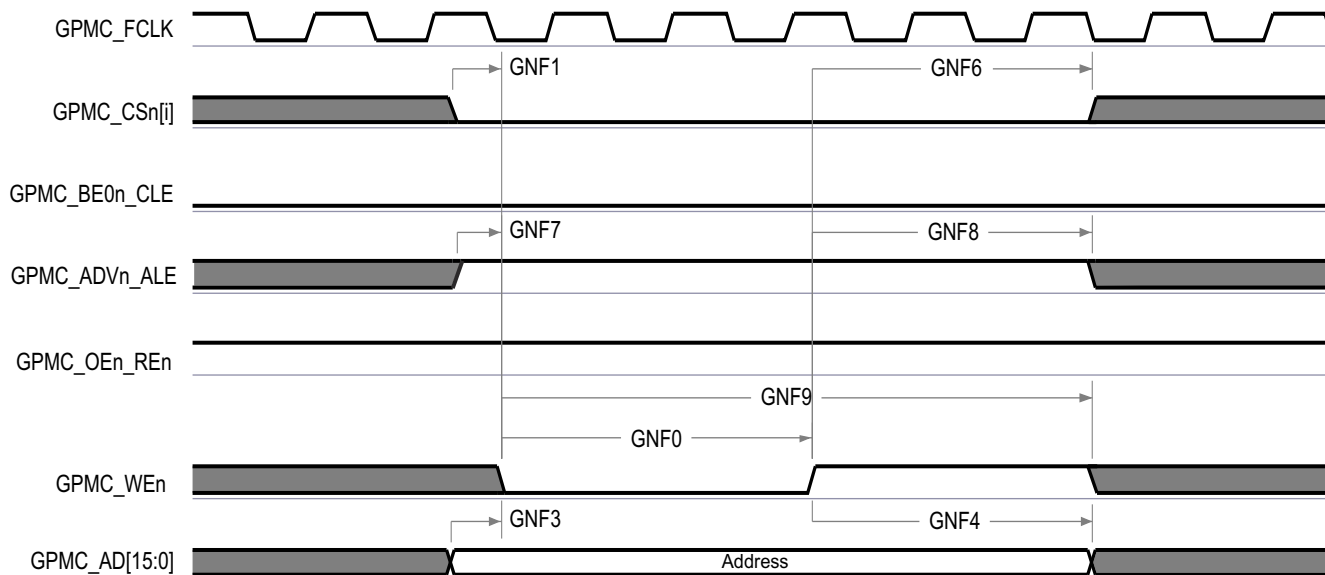 GPMC_FCLK
GNF1
GNF6
GPMC_CSn[i]
GPMC_BE0n_CLE
GNF7
GNF8
GPMC_ADVn_ALE
GPMC_OEn_REn
GNF9
GNF0
GPMC_WEn
GNF3
GNF4
GPMC_AD[15:0]
Address